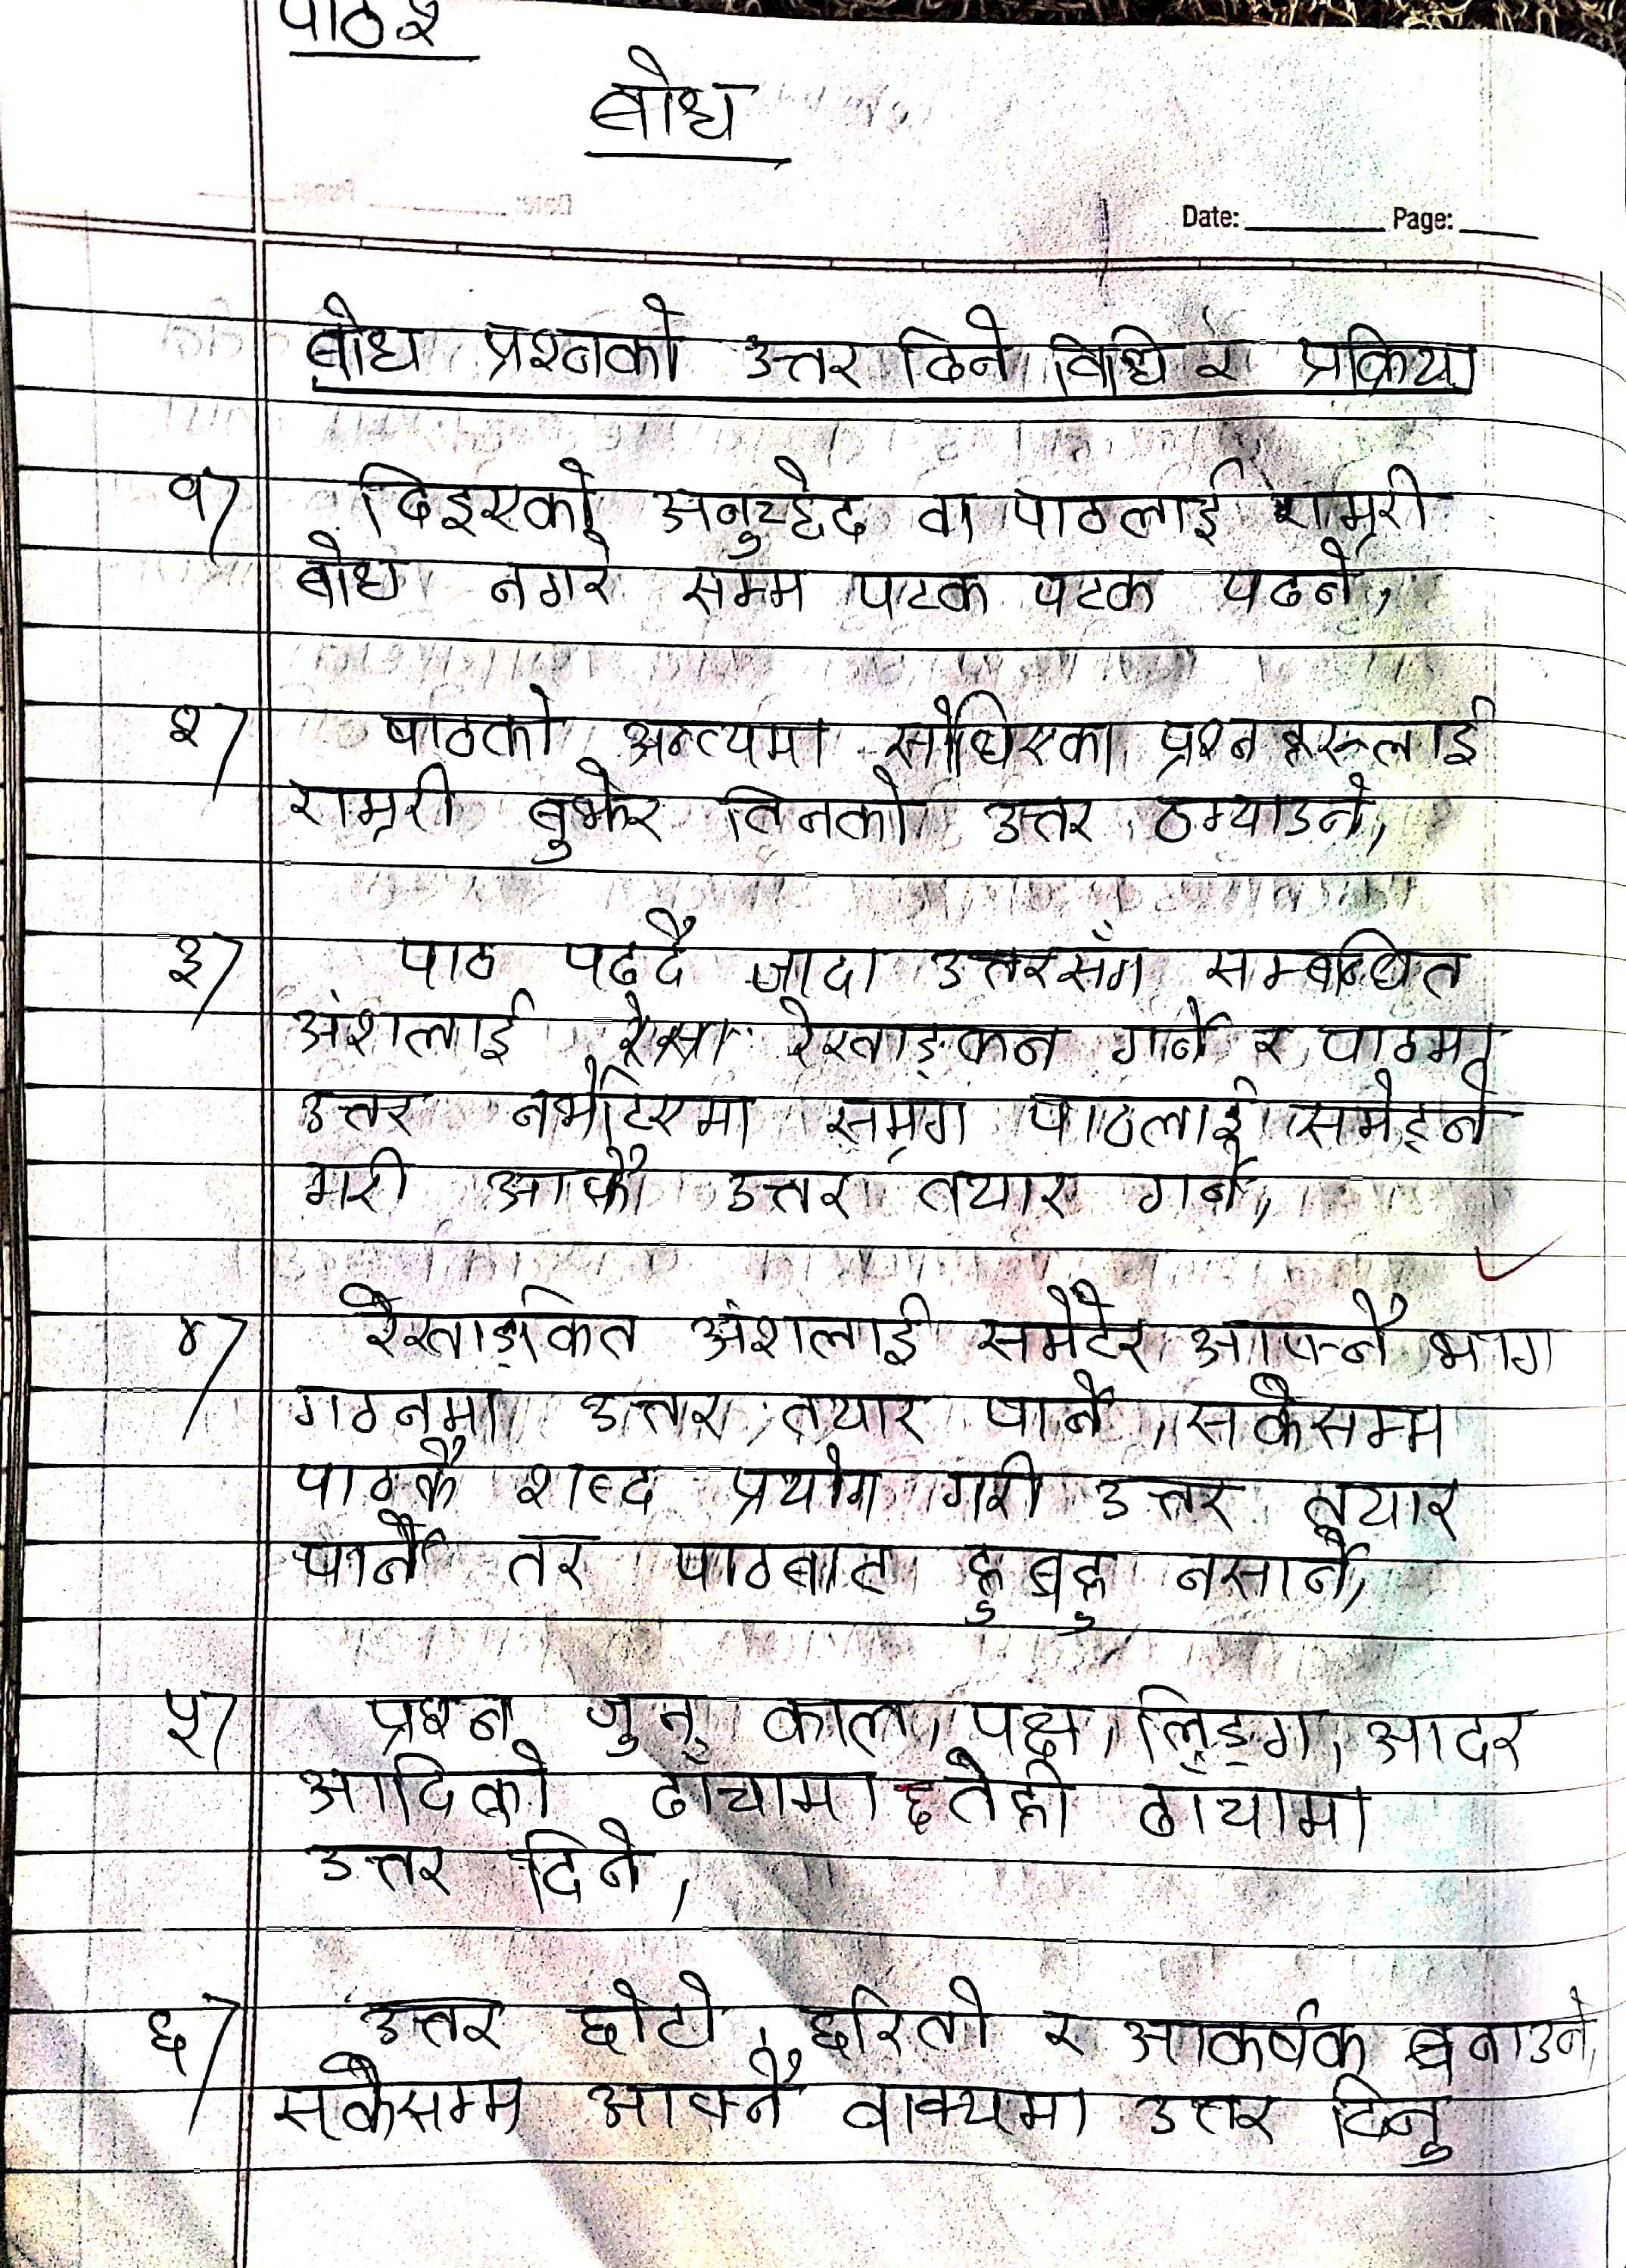 पाठ २
बोध
Date: Page:
बोध प्रश्नको उत्तर दिने विधि र प्रक्रिया
१/ दिइएको अनुच्छेद वा पाठलाई राम्ररी
बोध नगरे सम्म पटक पटक पढ्ने,
२/ पाठको अन्त्यमा सोधिएका प्रश्न हरूलाई
राम्ररी बुझेर तिनको उत्तर ठम्याउने,
३/ पाठ पढ्दै जादा उत्तरसँग सम्बन्धित
अंशलाई रेखाङ्कन गर्ने र पाठमा
उत्तर नभेटिएमा समग्र पाठलाई समेट्ने
गरी आफै उत्तर तयार गर्ने,
४/ रेखाङ्कित अंशलाई समेटेर आफ्नै भाग
गठनमा उत्तर तयार पार्ने, सकेसम्म
पाठकै शब्द प्रयोग गरी उत्तर तयार
पार्ने तर पाठबाट हुबहु नसार्ने,
५/ प्रश्न जुन काल, पक्ष, लिङ्ग, आदर
आदिको ढाँचामा छ तेही ढाँचामा
उत्तर दिने,
६/ उत्तर छोटो, छरितो र आकर्षक बनाउने,
सकेसम्म आफ्नै वाक्यमा उत्तर दिनु